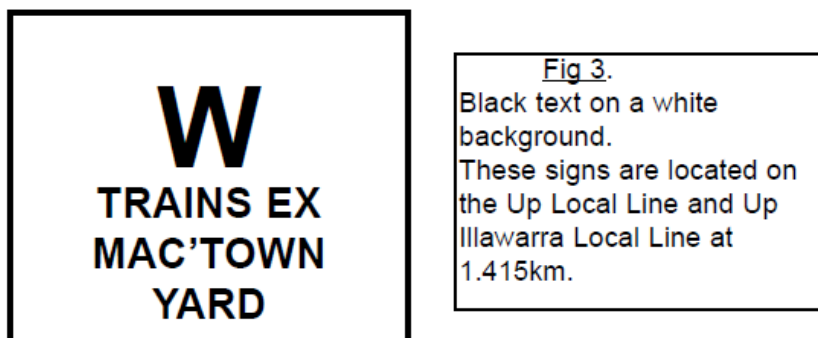 W
TRAINS EX
MAC'TOWN
YARD
Fig 3.
Black text on a white
background.
These signs are located on
the Up Local Line and Up
Illawarra Local Line at
1.415km.